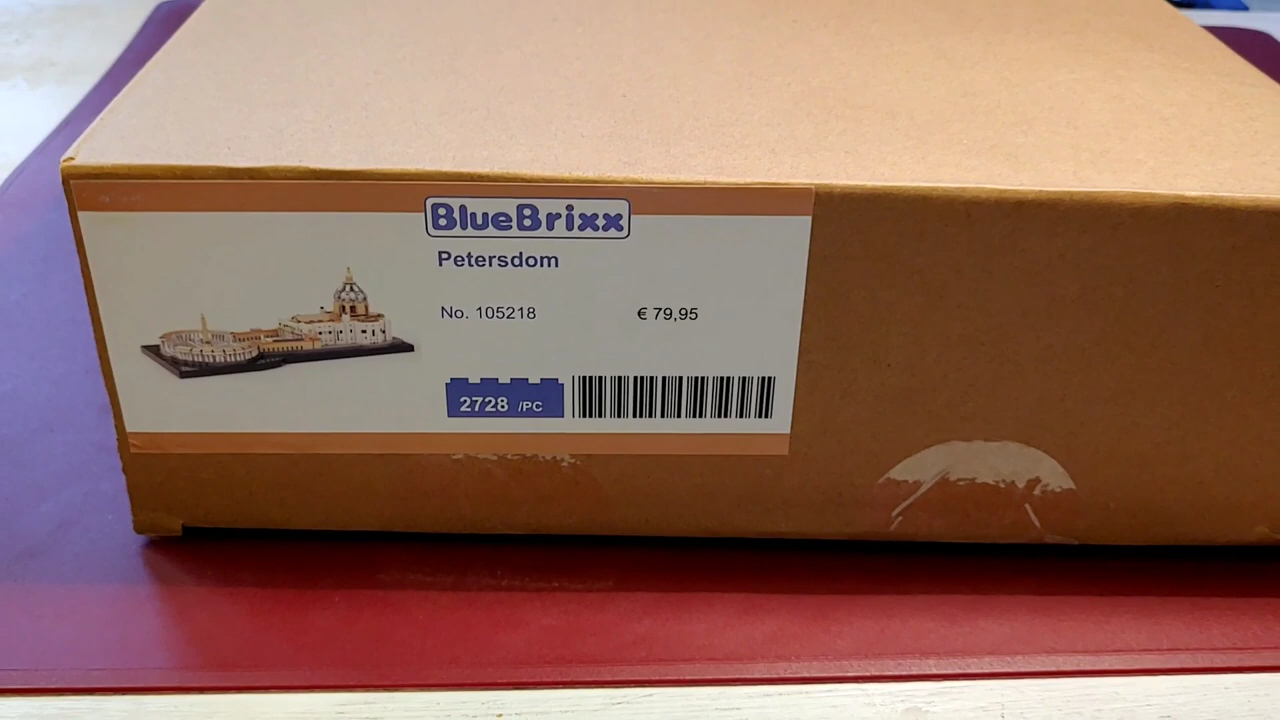 BlueBrixx
Petersdom
No. 105218 € 79,95
2728 /PC